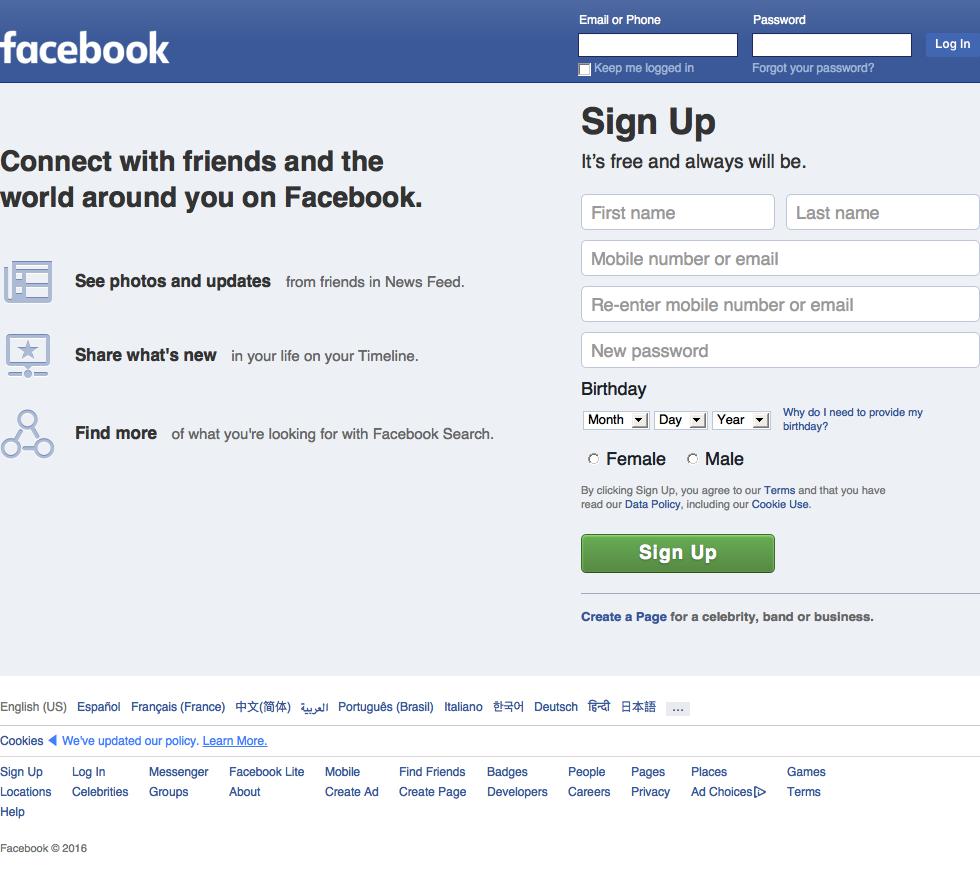 facebook
Email or Phone
Password
Log In
Keep me logged in
Forgot your password?
Connect with friends and the
world around you on Facebook.
See photos and updates from friends in News Feed.
Share what's new in your life on your Timeline.
Find more of what you're looking for with Facebook Search.
Sign Up
It's free and always will be.
First name
Last name
Mobile number or email
Re-enter mobile number or email
New password
Birthday
Month Day Year
Why do I need to provide my
birthday?
Female Male
By clicking Sign Up, you agree to our Terms and that you have
read our Data Policy, including our Cookie Use.
Sign Up
Create a Page for a celebrity, band or business.
English (US) Español Français (France) 中文(简体) العربية Português (Brasil) Italiano 한국어 Deutsch हिन्दी 日本語 ...
Cookies We've updated our policy. Learn More.
Sign Up Log In Messenger Facebook Lite Mobile Find Friends Badges People Pages Places Games
Locations Celebrities Groups About Create Ad Create Page Developers Careers Privacy Ad Choices Terms
Help
Facebook © 2016